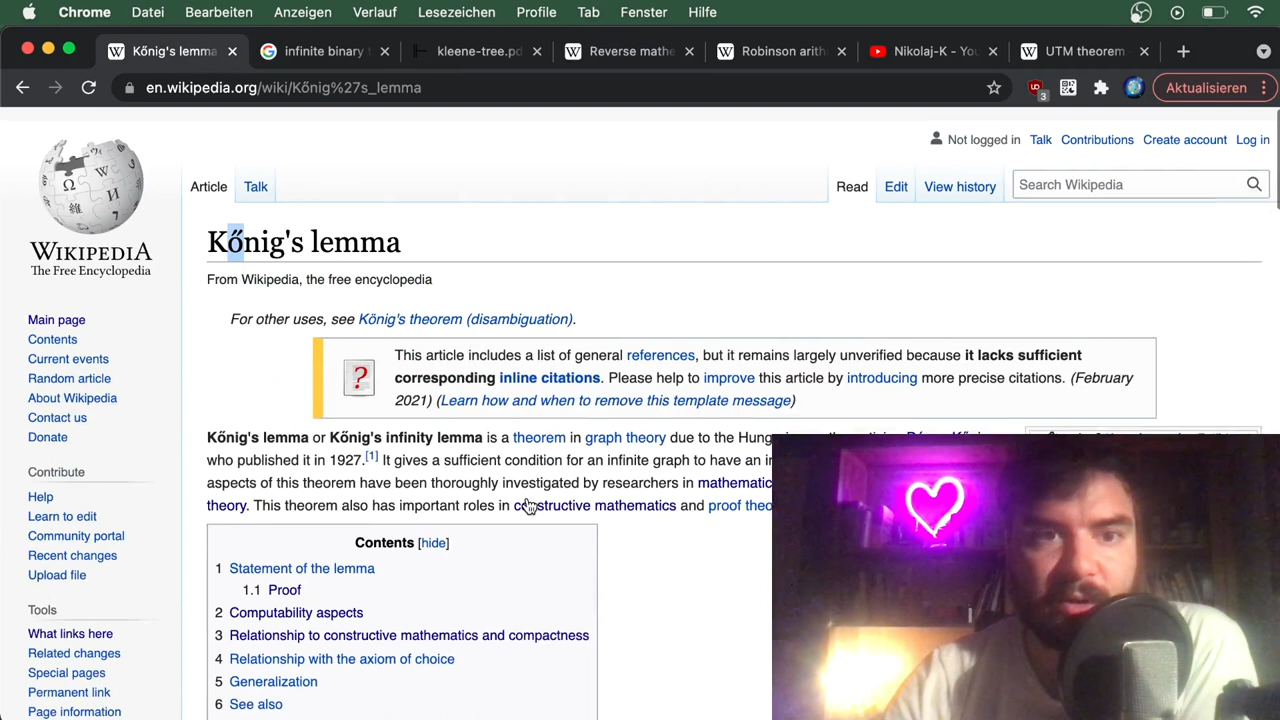 Chrome Datei Bearbeiten Anzeigen Verlauf Lesezeichen Profile Tab Fenster Hilfe
Kőnig's lemma infinite binary t kleene-tree.pd Reverse mathe Robinson arith Nikolaj-K - Yo UTM theorem -
en.wikipedia.org/wiki/Kőnig%27s_lemma 3 Aktualisieren
Not logged in Talk Contributions Create account Log in
Article Talk Read Edit View history Search Wikipedia
WIKIPEDIA
The Free Encyclopedia
Main page
Contents
Current events
Random article
About Wikipedia
Contact us
Donate
Contribute
Help
Learn to edit
Community portal
Recent changes
Upload file
Tools
What links here
Related changes
Special pages
Permanent link
Page information
Kőnig's lemma
From Wikipedia, the free encyclopedia
For other uses, see König's theorem (disambiguation).
This article includes a list of general references, but it remains largely unverified because it lacks sufficient
corresponding inline citations. Please help to improve this article by introducing more precise citations. (February
2021) (Learn how and when to remove this template message)
Kőnig's lemma or Kőnig's infinity lemma is a theorem in graph theory due to the
who published it in 1927.[1] It gives a sufficient condition for an infinite graph to have an
aspects of this theorem have been thoroughly investigated by researchers in
theory. This theorem also has important roles in constructive mathematics and proof
Contents [hide]
1 Statement of the lemma
1.1 Proof
2 Computability aspects
3 Relationship to constructive mathematics and compactness
4 Relationship with the axiom of choice
5 Generalization
6 See also